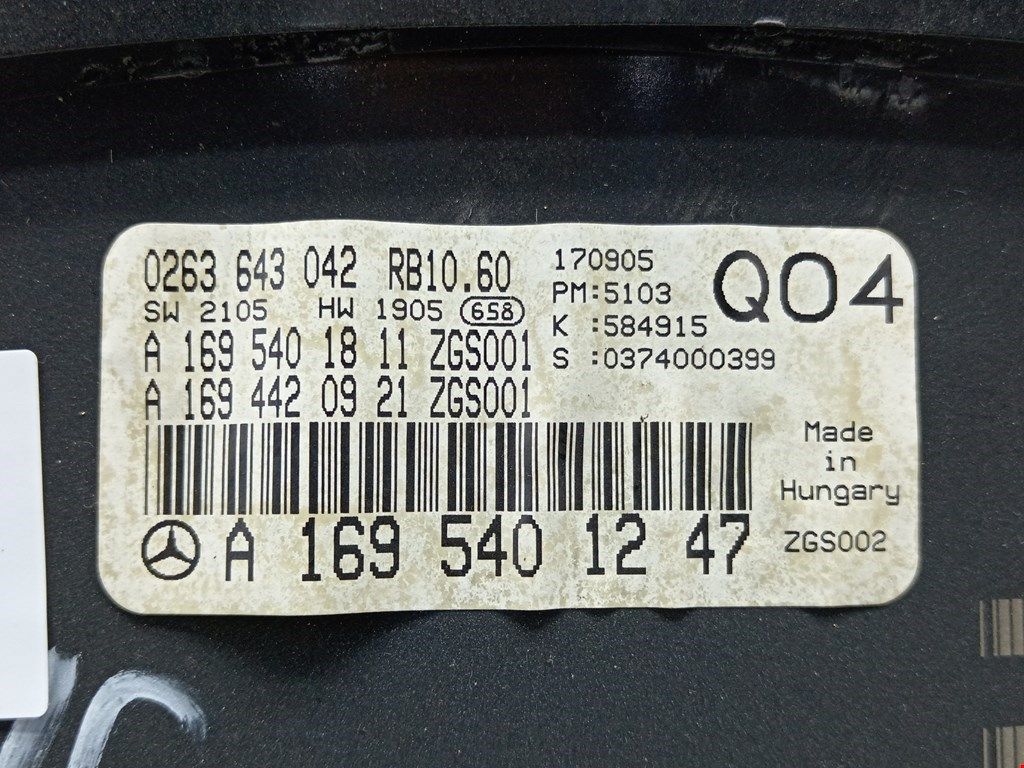 0263 643 042 RB10.60
SW 2105 HW 1905 658
A 169 540 18 11 ZGS001
A 169 442 09 21 ZGS001
170905
PM:5103
K :584915
S :0374000399
Q04
Made
in
Hungary
ZGS002
A 169 540 12 47